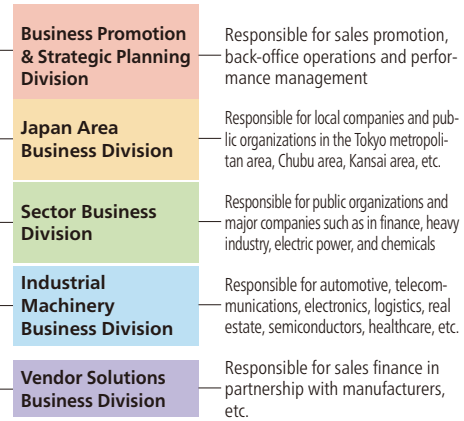 Business Promotion
& Strategic Planning
Division
Responsible for sales promotion,
back-office operations and perfor-
mance management
Japan Area
Business Division
Responsible for local companies and pub-
lic organizations in the Tokyo metropoli-
tan area, Chubu area, Kansai area, etc.
Sector Business
Division
Responsible for public organizations and
major companies such as in finance, heavy
industry, electric power, and chemicals
Industrial
Machinery
Business Division
Responsible for automotive, telecom-
munications, electronics, logistics, real
estate, semiconductors, healthcare, etc.
Vendor Solutions
Business Division
Responsible for sales finance in
partnership with manufacturers,
etc.